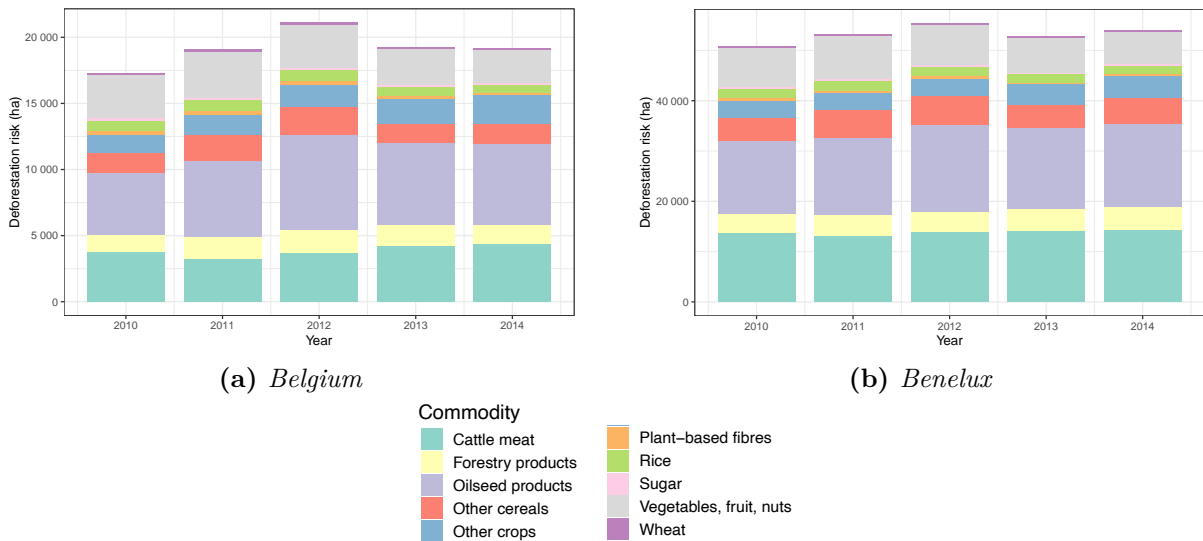 Deforestation risk (ha)
20 000
15 000
10 000
5 000
0
2010 2011 2012 2013 2014
Year
(a) Belgium
Deforestation risk (ha)
40 000
20 000
0
2010 2011 2012 2013 2014
Year
(b) Benelux
Commodity
Cattle meat
Forestry products
Oilseed products
Other cereals
Other crops
Plant−based fibres
Rice
Sugar
Vegetables, fruit, nuts
Wheat